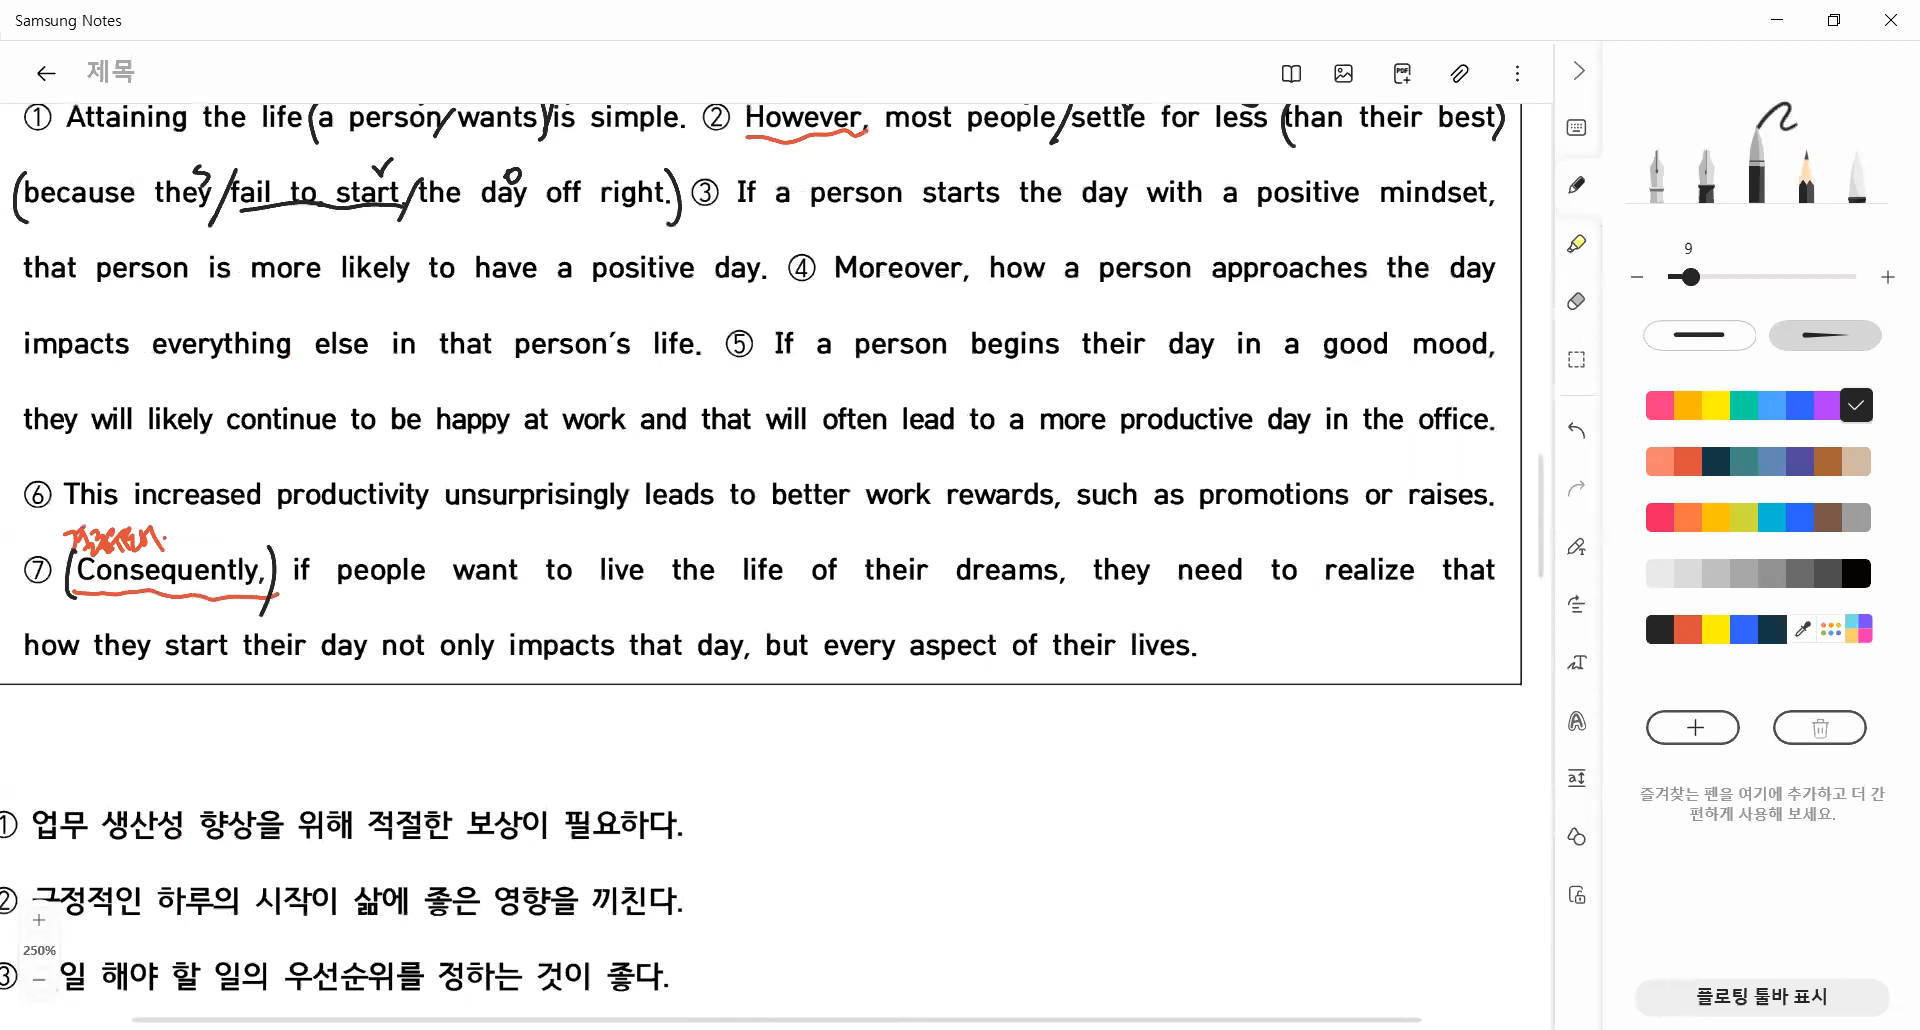 Samsung Notes
제목
① Attaining the life (a person/wants) is simple. ② However, most people/settle for less (than their best)
s v o
(because they/fail to start/the day off right.) ③ If a person starts the day with a positive mindset,
that person is more likely to have a positive day. ④ Moreover, how a person approaches the day
impacts everything else in that person's life. ⑤ If a person begins their day in a good mood,
they will likely continue to be happy at work and that will often lead to a more productive day in the office.
⑥ This increased productivity unsurprisingly leads to better work rewards, such as promotions or raises.
⑦ (Consequently,) if people want to live the life of their dreams, they need to realize that
how they start their day not only impacts that day, but every aspect of their lives.
① 업무 생산성 향상을 위해 적절한 보상이 필요하다.
② 긍정적인 하루의 시작이 삶에 좋은 영향을 끼친다.
③ 일 해야 할 일의 우선순위를 정하는 것이 좋다.
250%
9
즐겨찾는 펜을 여기에 추가하고 더 간
편하게 사용해 보세요.
플로팅 툴바 표시